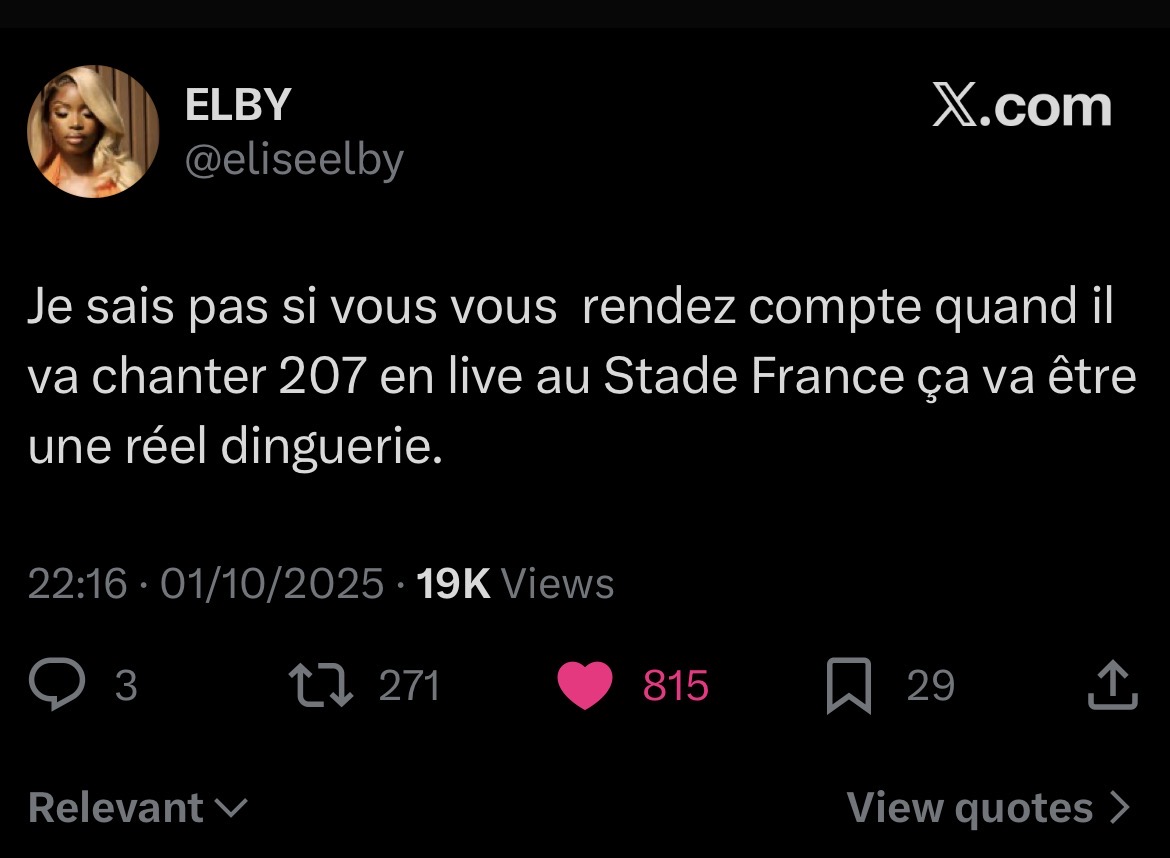 ELBY
X.com
@eliseelby
Je sais pas si vous vous  rendez compte quand il
va chanter 207 en live au Stade France ça va être
une réel dinguerie.
22:16 · 01/10/2025 · 19K Views
3 271 815 29
Relevant View quotes